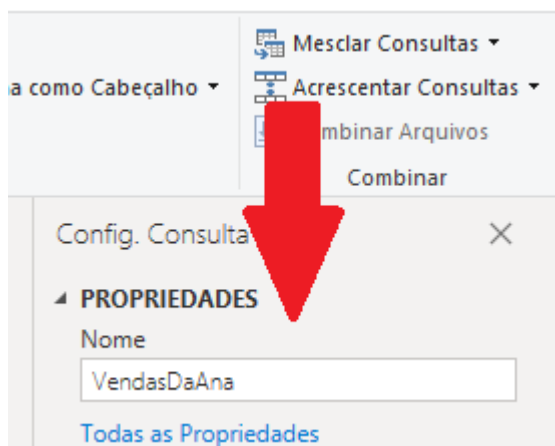 Mesclar Consultas
a como Cabeçalho
Acrescentar Consultas
mbinar Arquivos
Combinar
Config. Consulta
PROPRIEDADES
Nome
VendasDaAna
Todas as Propriedades